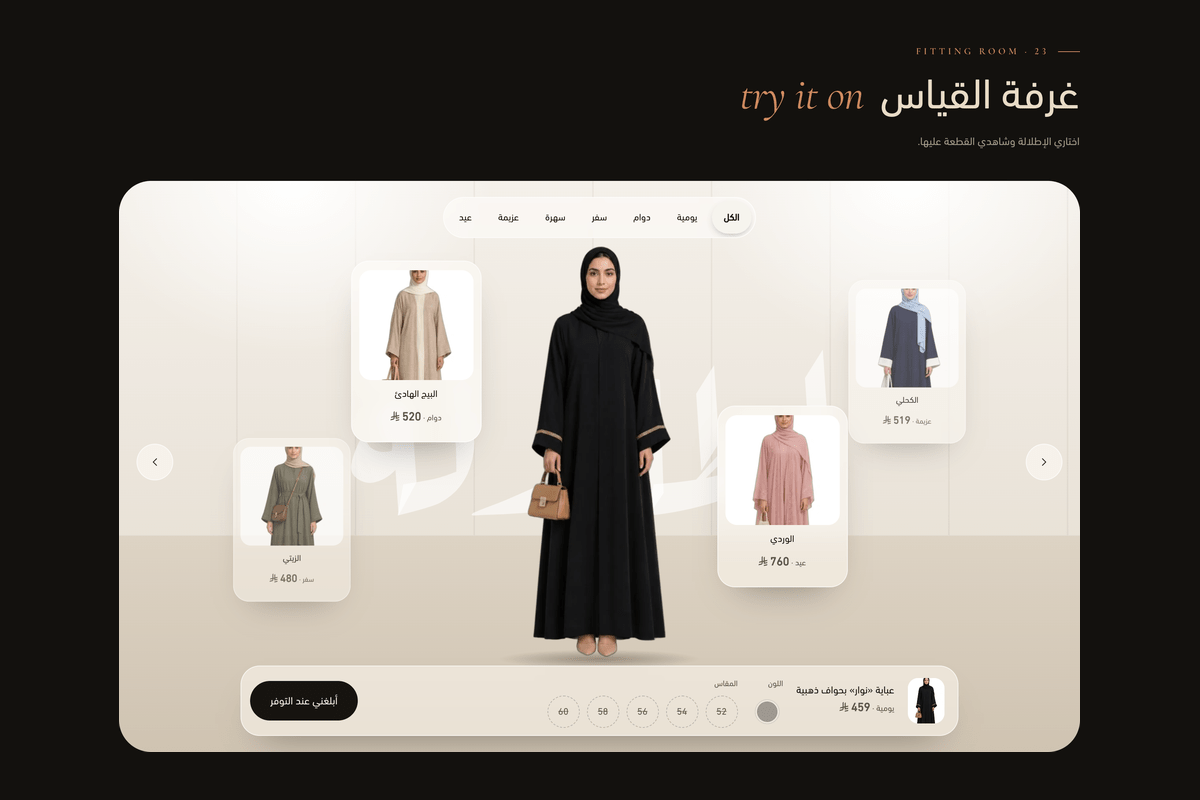 FITTING ROOM · 23
غرفة القياس try it on
اختاري الإطلالة وشاهدي القطعة عليها.
الكل
يومية
دوام
سفر
سهرة
عزيمة
عيد
الكحلي
عزيمة · 519
البيج الهادئ
دوام · 520
الوردي
عيد · 760
الزيتي
سفر · 480
عباية «نوار» بحواف ذهبية
يومية · 459
اللون
المقاس
52
54
56
58
60
أبلغني عند التوفر